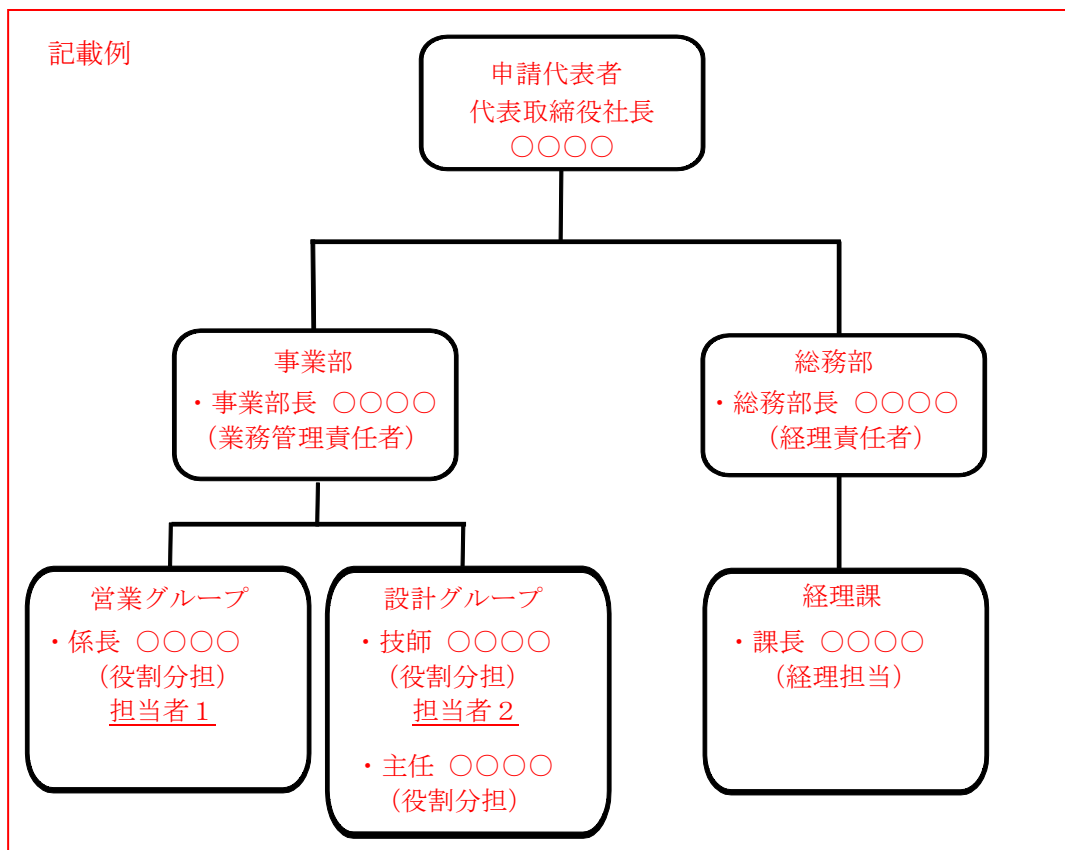 記載例
申請代表者
代表取締役社長
○○○○
事業部
・事業部長 ○○○○
(業務管理責任者)
総務部
・総務部長 ○○○○
(経理責任者)
営業グループ
・係長 ○○○○
(役割分担)
担当者1
設計グループ
・技師 ○○○○
(役割分担)
担当者2
・主任 ○○○○
(役割分担)
経理課
・課長 ○○○○
(経理担当)